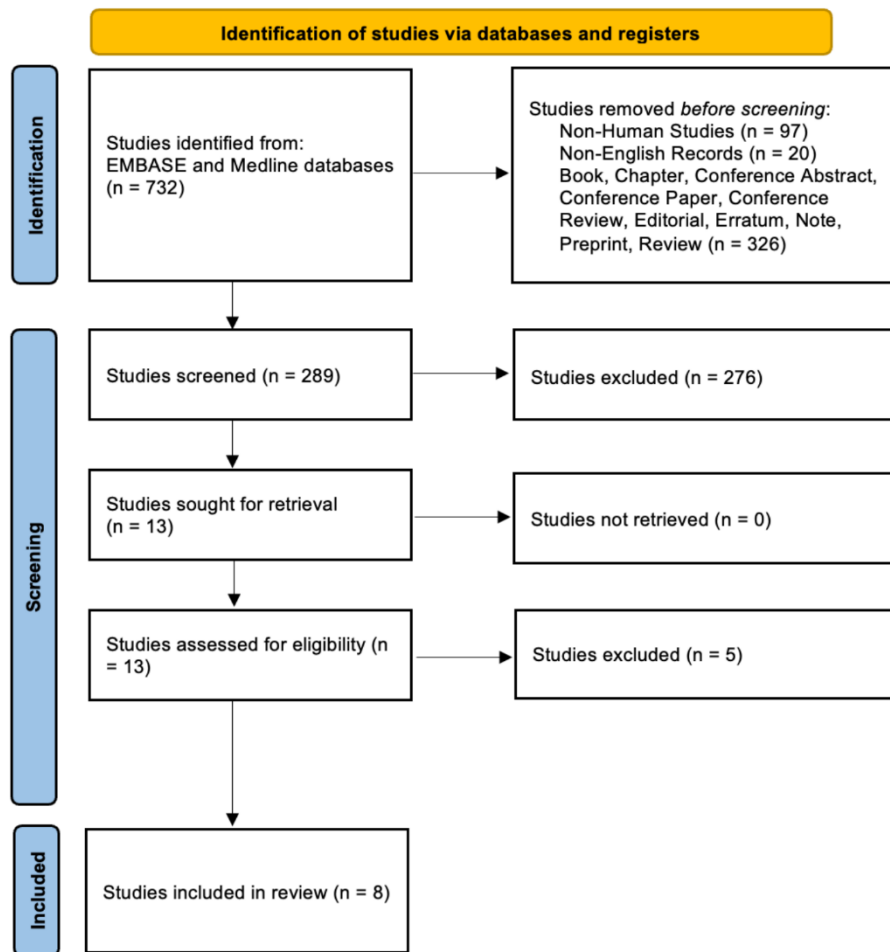 Identification of studies via databases and registers
Identification
Studies identified from:
EMBASE and Medline databases
(n = 732)
Studies removed before screening:
Non-Human Studies (n = 97)
Non-English Records (n = 20)
Book, Chapter, Conference Abstract,
Conference Paper, Conference
Review, Editorial, Erratum, Note,
Preprint, Review (n = 326)
Screening
Studies screened (n = 289)
Studies excluded (n = 276)
Studies sought for retrieval
(n = 13)
Studies not retrieved (n = 0)
Studies assessed for eligibility (n
= 13)
Studies excluded (n = 5)
Included
Studies included in review (n = 8)